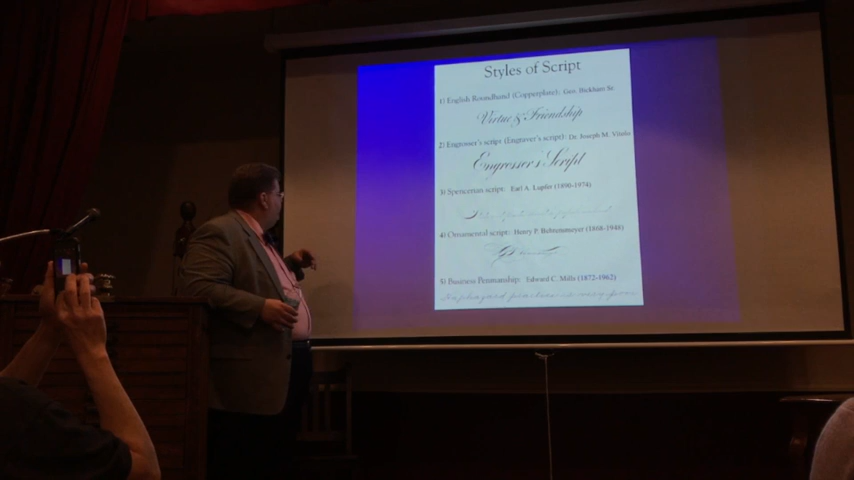 Styles of Script
1) English Roundhand (Copperplate): Geo. Bickham Sr.
Virtue & Friendship
2) Engrosser's script (Engraver's script): Dr. Joseph M. Vitolo
Engrosser's Script
3) Spencerian script: Earl A. Lupfer (1890-1974)
4) Ornamental script: Henry P. Behrensmeyer (1868-1948)
5) Business Penmanship: Edward C. Mills (1872-1962)